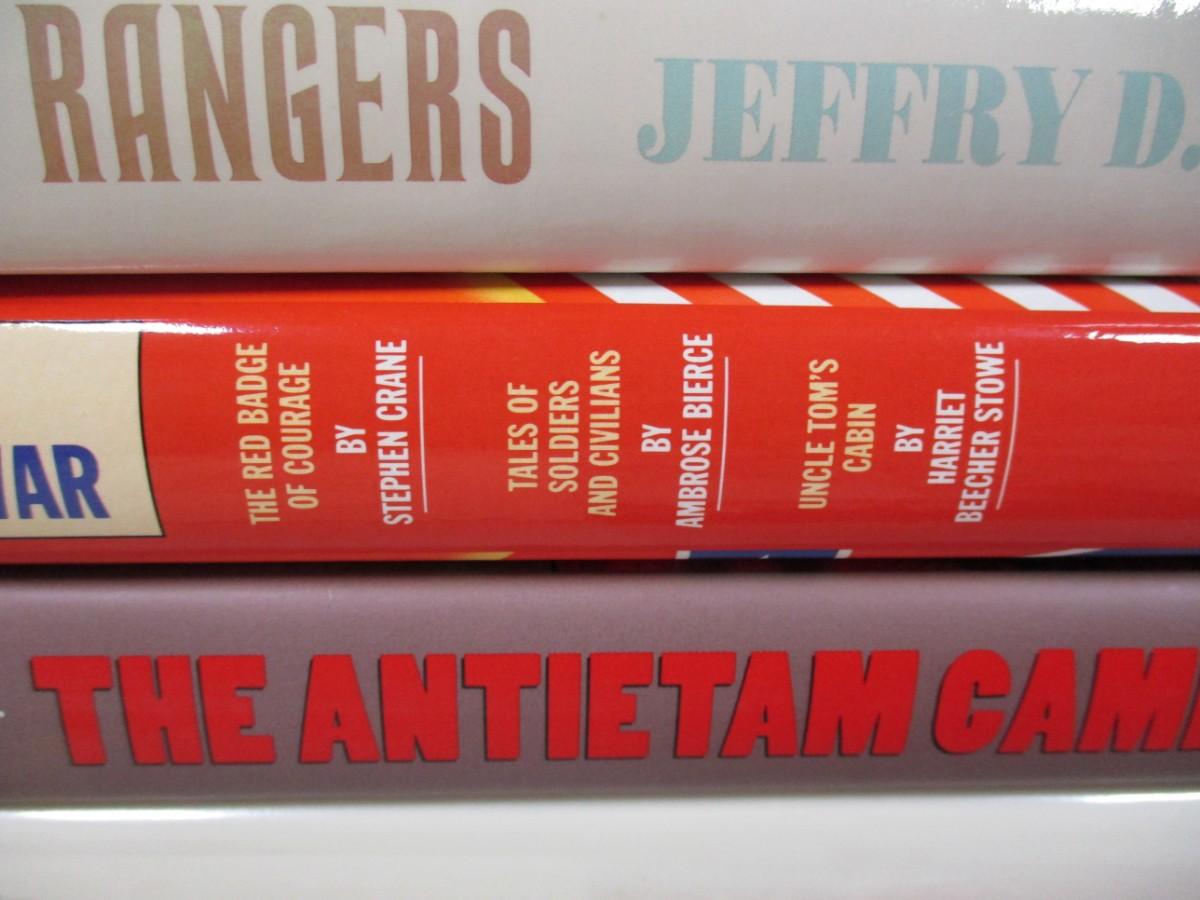 RANGERS JEFFRY D.
WAR
THE RED BADGE
OF COURAGE
BY
STEPHEN CRANE
TALES OF
SOLDIERS
AND CIVILIANS
BY
AMBROSE BIERCE
UNCLE TOM'S
CABIN
BY
HARRIET
BEECHER STOWE
THE ANTIETAM CAM